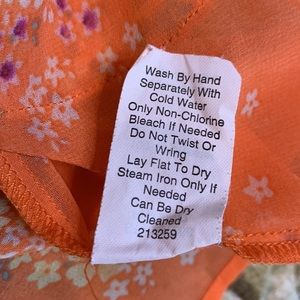 Wash By Hand
Separately With
Cold Water
Only Non-Chlorine
Bleach If Needed
Do Not Twist Or
Wring
Lay Flat To Dry
Steam Iron Only If
Needed
Can Be Dry
Cleaned
213259